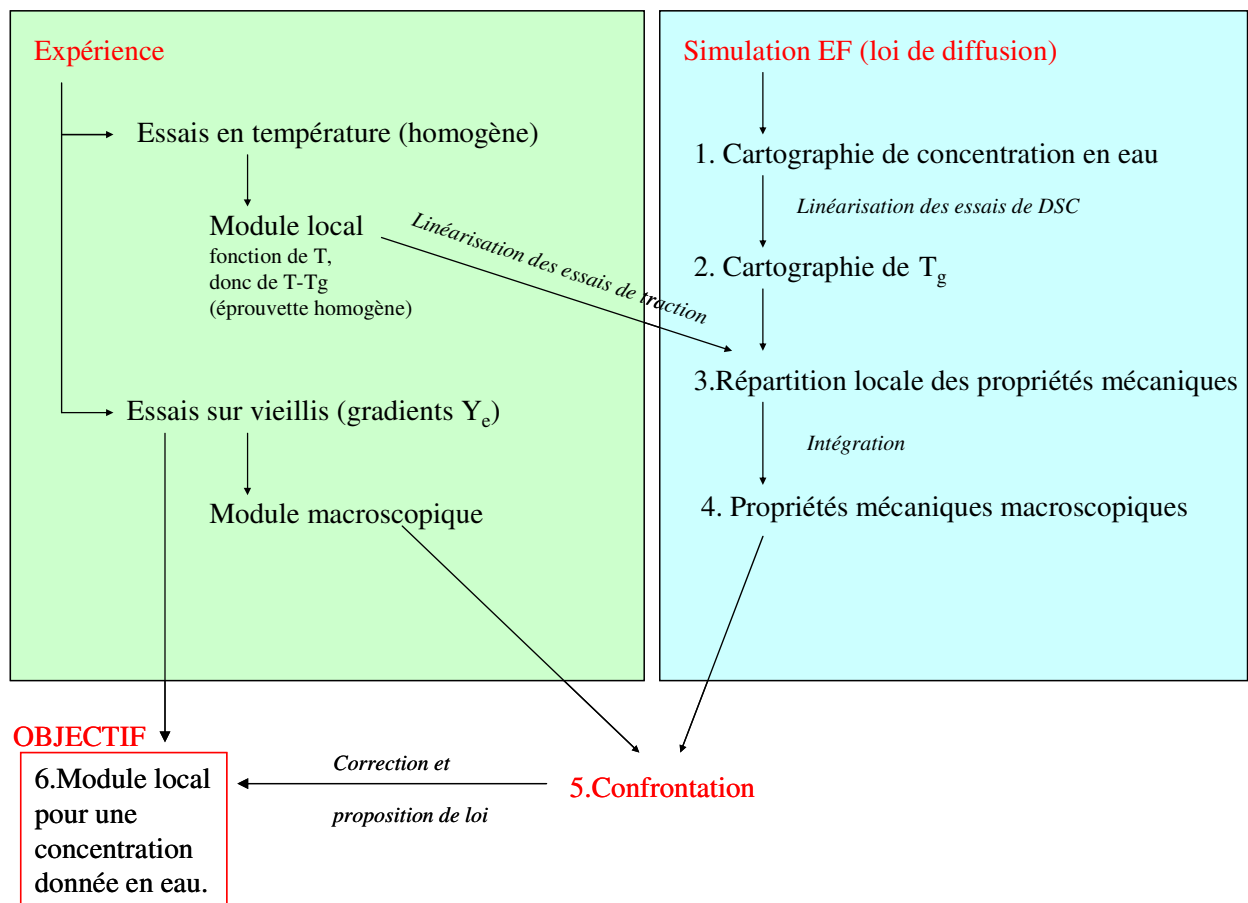 Expérience
Essais en température (homogène)
Module local
fonction de T,
donc de T-Tg
(éprouvette homogène)
Linéarisation des essais de traction
Essais sur vieillis (gradients Ye)
Module macroscopique
Simulation EF (loi de diffusion)
1. Cartographie de concentration en eau
Linéarisation des essais de DSC
2. Cartographie de Tg
3.Répartition locale des propriétés mécaniques
Intégration
4. Propriétés mécaniques macroscopiques
OBJECTIF
6.Module local
pour une
concentration
donnée en eau.
Correction et
proposition de loi
5.Confrontation